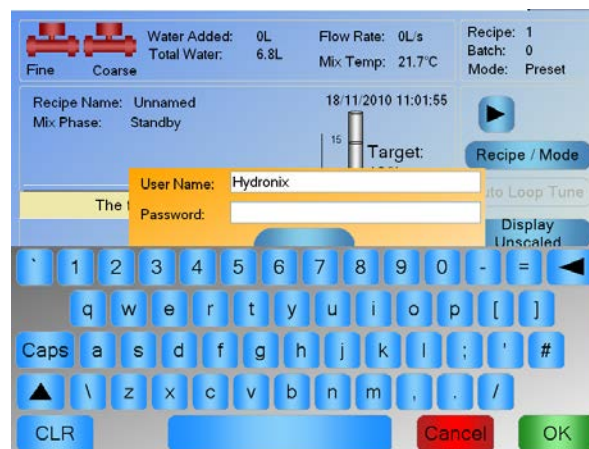 Water Added: 0L
Total Water: 6.8L
Flow Rate: 0L/s
Mix Temp: 21.7°C
Recipe: 1
Batch: 0
Mode: Preset
Fine Coarse
Recipe Name: Unnamed
Mix Phase: Standby
18/11/2010 11:01:55
15
Target:
Recipe / Mode
to Loop Tune
Display
Unscaled
The
User Name: Hydronix
Password:
` 1 2 3 4 5 6 7 8 9 0 - =
q w e r t y u i o p [ ]
Caps a s d f g h j k l ; ' #
\ z x c v b n m , . /
CLR Cancel OK